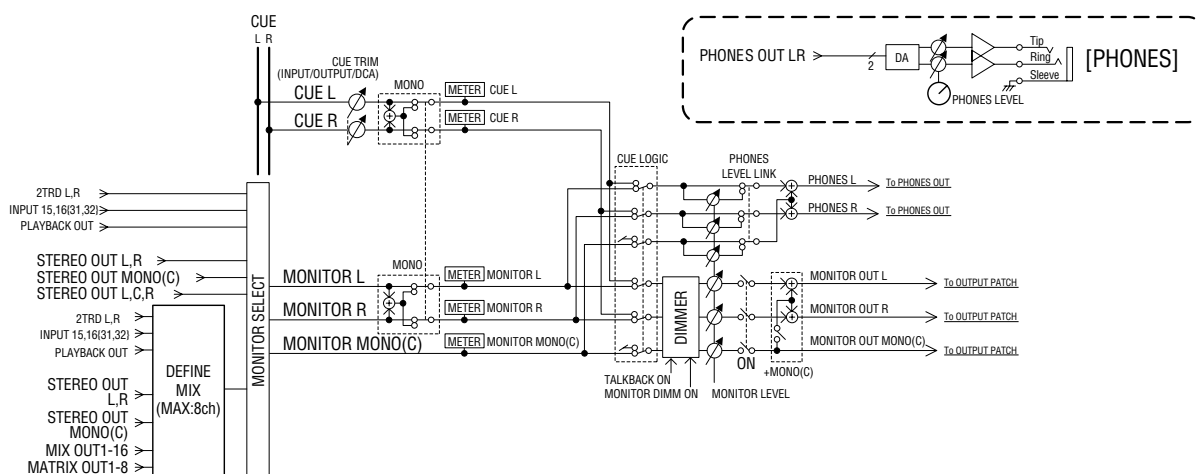 CUE
L R
CUE TRIM
(INPUT/OUTPUT/DCA)
CUE L
CUE R
MONO
METER CUE L
METER CUE R
PHONES OUT LR
2
DA
Tip
Ring
Sleeve
PHONES LEVEL
[PHONES]
2TRD L,R
INPUT 15,16(31,32)
PLAYBACK OUT
STEREO OUT L,R
STEREO OUT MONO(C)
STEREO OUT L,C,R
2TRD L,R
INPUT 15,16(31,32)
PLAYBACK OUT
STEREO OUT
L,R
STEREO OUT
MONO(C)
MIX OUT1-16
MATRIX OUT1-8
DEFINE
MIX
(MAX:8ch)
MONITOR SELECT
MONITOR L
MONITOR R
MONITOR MONO(C)
MONO
METER MONITOR L
METER MONITOR R
METER MONITOR MONO(C)
CUE LOGIC
PHONES
LEVEL LINK
PHONES L
To PHONES OUT
PHONES R
To PHONES OUT
DIMMER
TALKBACK ON
MONITOR DIMM ON
MONITOR LEVEL
ON
+MONO(C)
MONITOR OUT L
To OUTPUT PATCH
MONITOR OUT R
To OUTPUT PATCH
MONITOR OUT MONO(C)
To OUTPUT PATCH